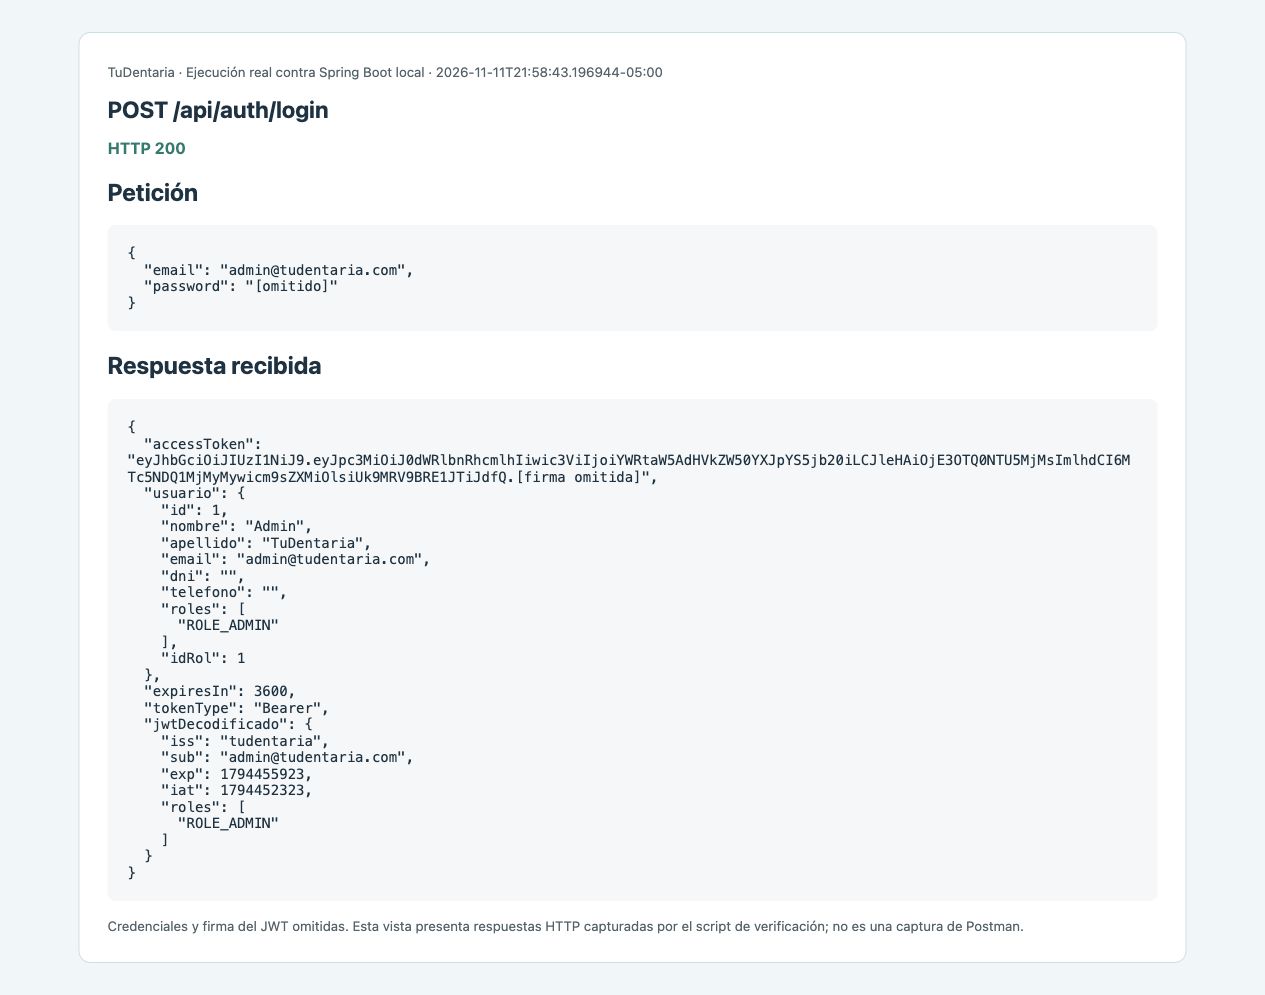 TuDentaria · Ejecución real contra Spring Boot local · 2026-11-11T21:58:43.196944-05:00
POST /api/auth/login
HTTP 200
Petición
{
  "email": "admin@tudentaria.com",
  "password": "[omitido]"
}
Respuesta recibida
{
  "accessToken":
"eyJhbGciOiJIUzI1NiJ9.eyJpc3MiOiJ0dWRlbnRhcmlhIiwic3ViIjoiYWRtaW5AdHVkZW50YXJpYS5jb20iLCJleHAiOjE3OTQ0NTU5MjMsImlhdCI6M
Tc5NDQ1MjMyMywicm9sZXMiOlsiUk9MRV9BRE1JTiJdfQ.[firma omitida]",
  "usuario": {
    "id": 1,
    "nombre": "Admin",
    "apellido": "TuDentaria",
    "email": "admin@tudentaria.com",
    "dni": "",
    "telefono": "",
    "roles": [
      "ROLE_ADMIN"
    ],
    "idRol": 1
  },
  "expiresIn": 3600,
  "tokenType": "Bearer",
  "jwtDecodificado": {
    "iss": "tudentaria",
    "sub": "admin@tudentaria.com",
    "exp": 1794455923,
    "iat": 1794452323,
    "roles": [
      "ROLE_ADMIN"
    ]
  }
}
Credenciales y firma del JWT omitidas. Esta vista presenta respuestas HTTP capturadas por el script de verificación; no es una captura de Postman.